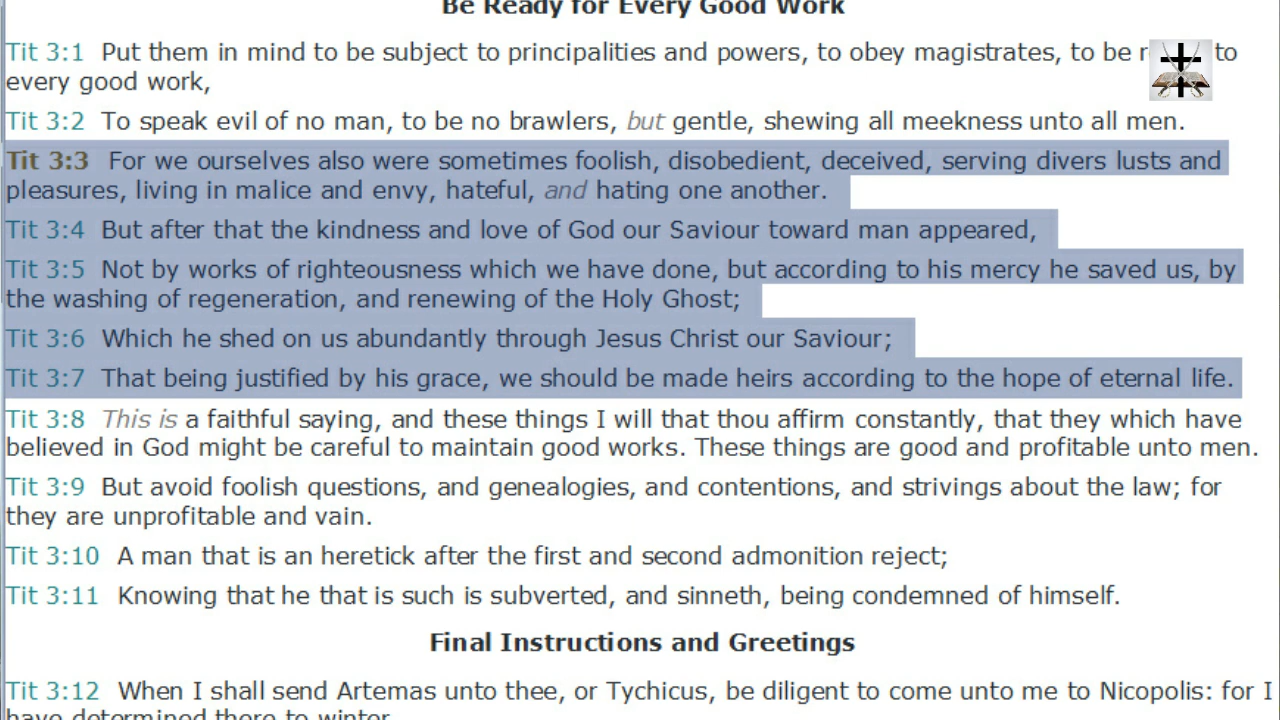 Be Ready for Every Good Work
Tit 3:1 Put them in mind to be subject to principalities and powers, to obey magistrates, to be to
every good work,
Tit 3:2 To speak evil of no man, to be no brawlers, but gentle, shewing all meekness unto all men.
Tit 3:3 For we ourselves also were sometimes foolish, disobedient, deceived, serving divers lusts and
pleasures, living in malice and envy, hateful, and hating one another.
Tit 3:4 But after that the kindness and love of God our Saviour toward man appeared,
Tit 3:5 Not by works of righteousness which we have done, but according to his mercy he saved us, by
the washing of regeneration, and renewing of the Holy Ghost;
Tit 3:6 Which he shed on us abundantly through Jesus Christ our Saviour;
Tit 3:7 That being justified by his grace, we should be made heirs according to the hope of eternal life.
Tit 3:8 This is a faithful saying, and these things I will that thou affirm constantly, that they which have
believed in God might be careful to maintain good works. These things are good and profitable unto men.
Tit 3:9 But avoid foolish questions, and genealogies, and contentions, and strivings about the law; for
they are unprofitable and vain.
Tit 3:10 A man that is an heretick after the first and second admonition reject;
Tit 3:11 Knowing that he that is such is subverted, and sinneth, being condemned of himself.
Final Instructions and Greetings
Tit 3:12 When I shall send Artemas unto thee, or Tychicus, be diligent to come unto me to Nicopolis: for I
have determined there to winter